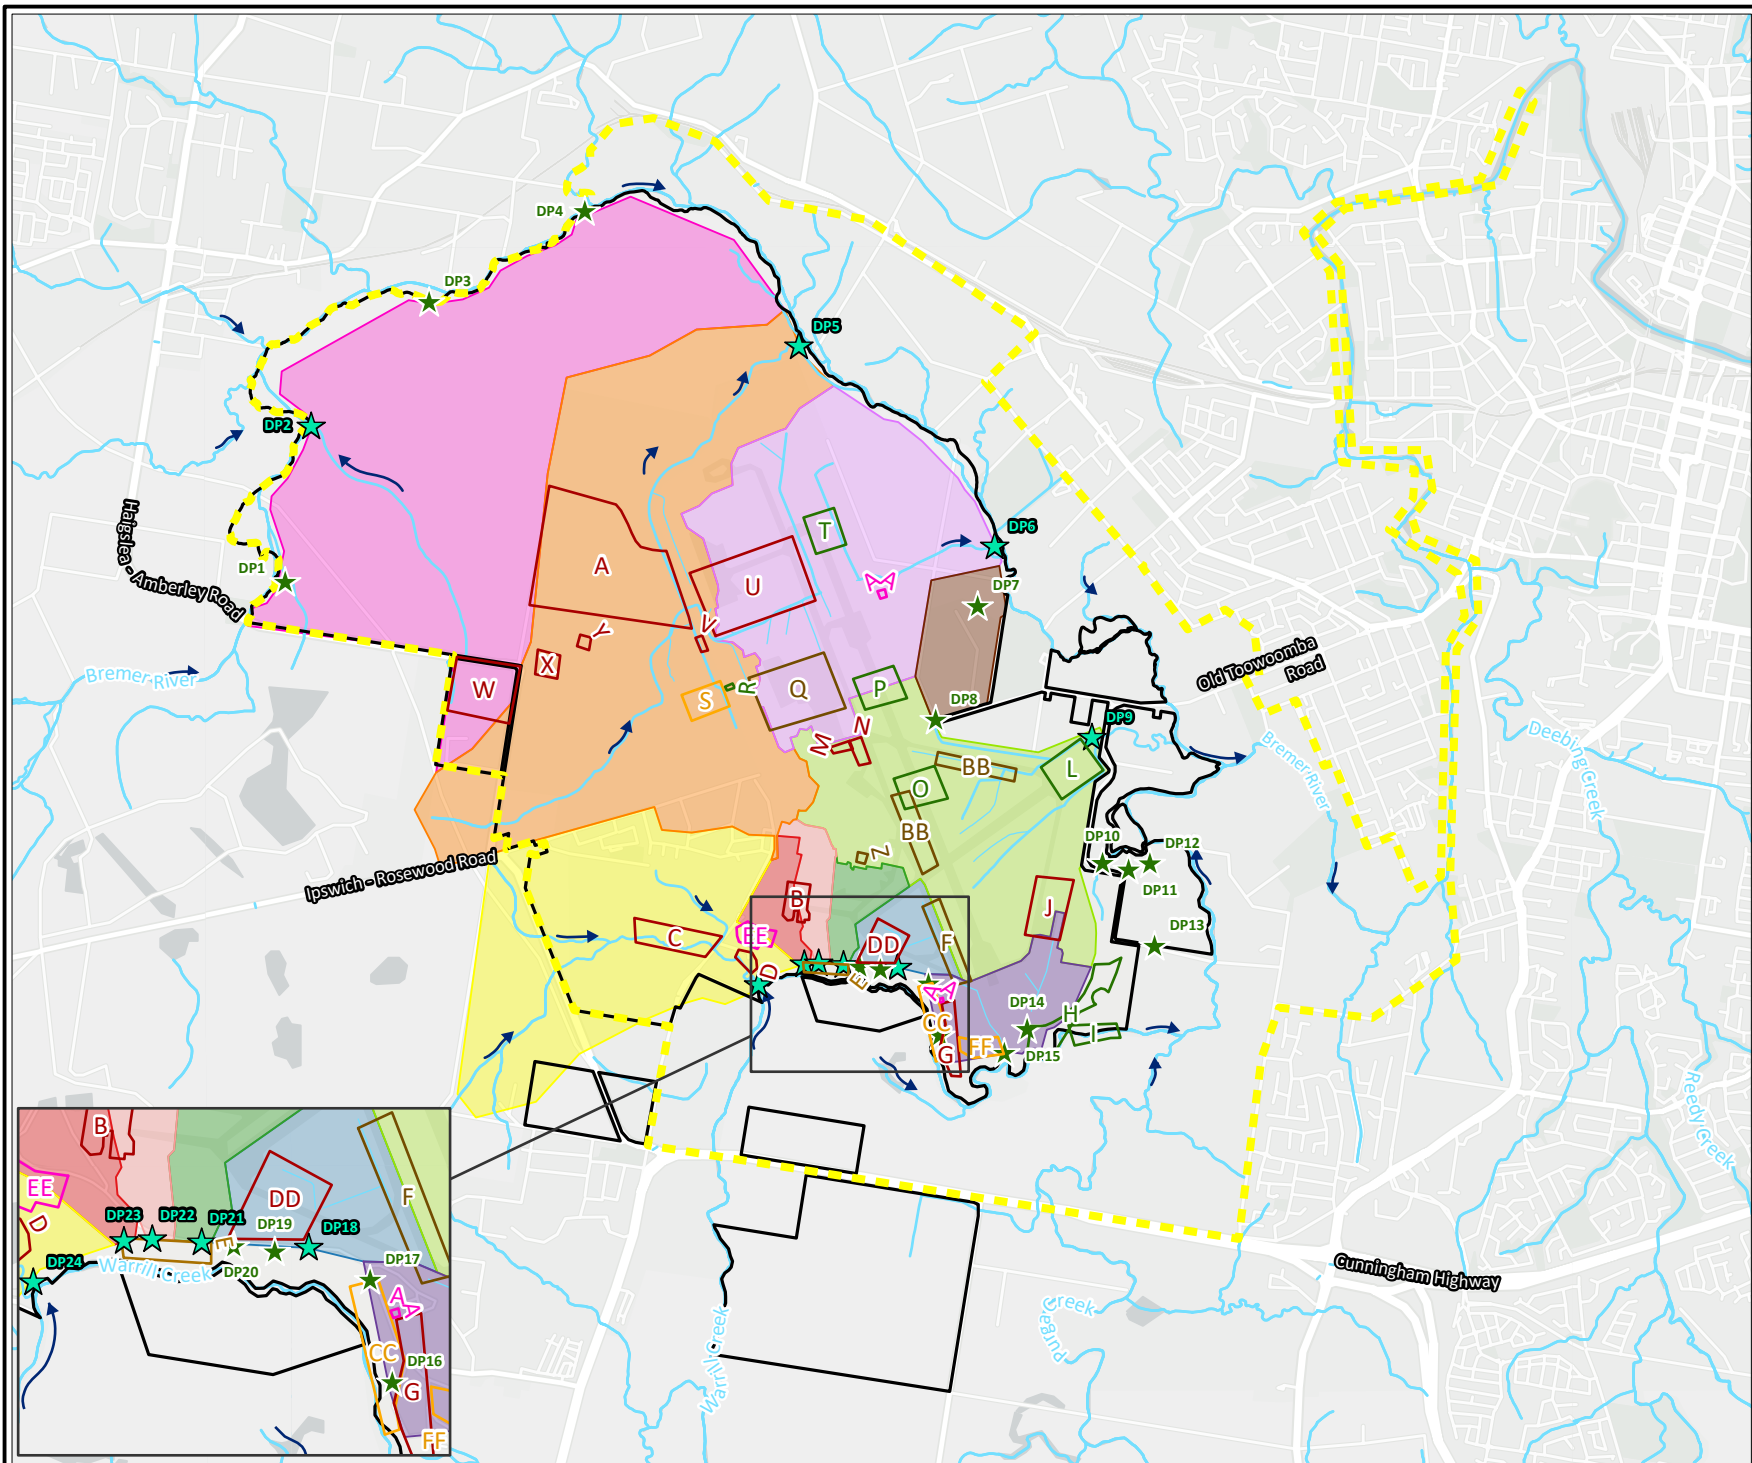 DP4
DP3
DP5
DP2
Haigslea - Amberley Road
DP1
DP6
T
A
U
M
DP7
V
Y
X
W
Bremer River
S
R
Q
P
DP8
Old Toowoomba
Road
DP9
M
N
BB
L
O
BB
Bremer River
Deebing Creek
Z
DP10
DP12
DP11
Ipswich - Rosewood Road
B
J
C
EE
DD
F
DP13
D
E
AA
CC
DP14
H
I
G
FF
DP15
Reedy Creek
B
EE
DD
F
D
DP23
DP22
DP21
DP19
DP18
E
DP20
DP17
DP24
Warrill Creek
AA
CC
DP16
G
FF
Warrill Creek
Creek
Cunningham Highway